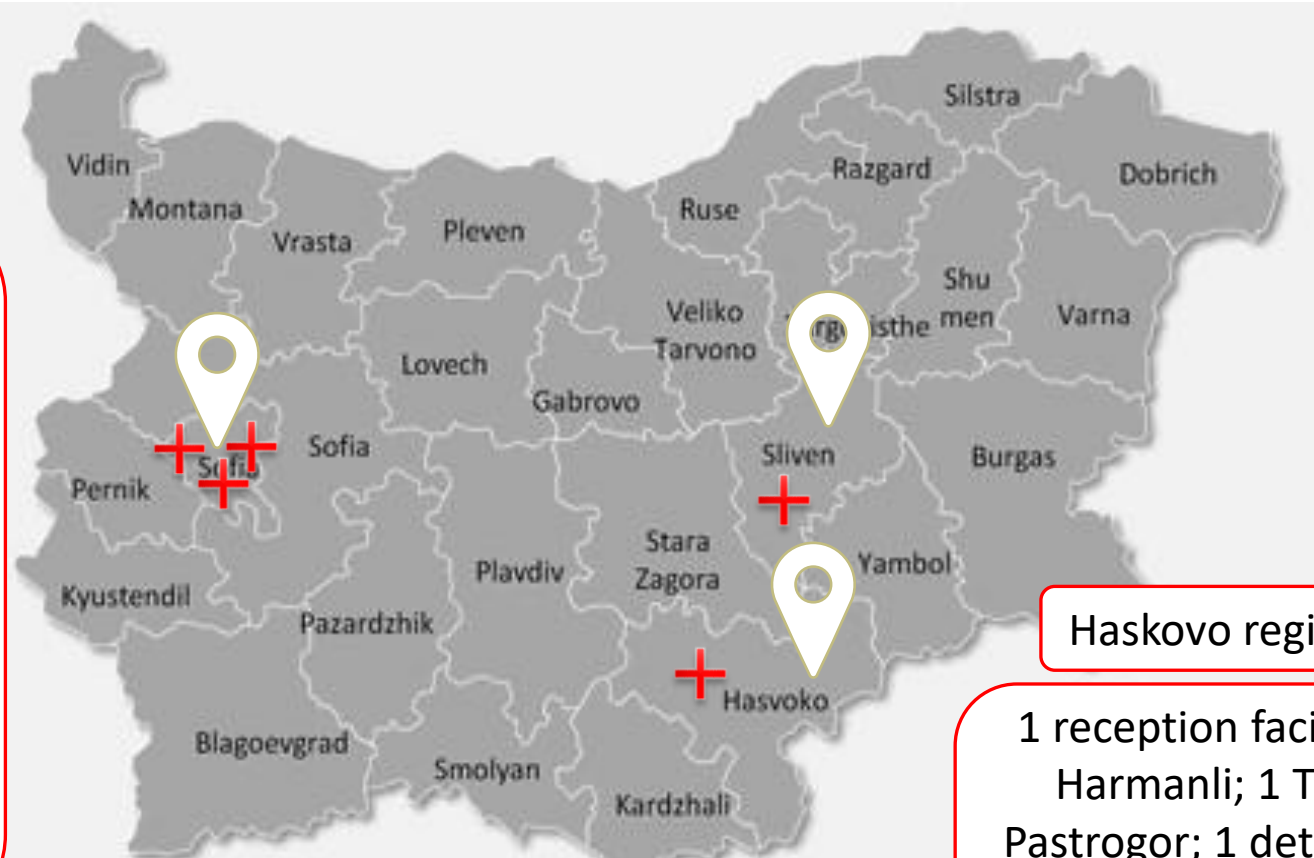 Silstra
Vidin
Razgard
Dobrich
Montana
Ruse
Vrasta
Pleven
Shu
men
Veliko
Tarvono
isthe
Varna
Lovech
Gabrovo
Sofia
Sofia
Sliven
Burgas
Pernik
Stara
Zagora
Yambol
Plavdiv
Kyustendil
Pazardzhik
Haskovo regi
Hasvoko
Blagoevgrad
Smolyan
Kardzhali
1 reception faci
Harmanli; 1 T
Pastrogor; 1 det